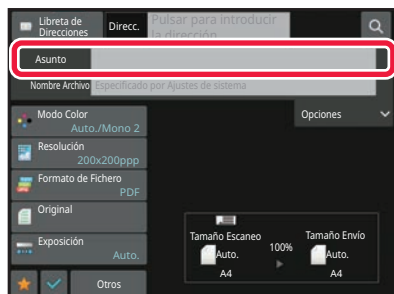 Libreta de
Direcciones
Direcc.
Pulsar para introducir
la dirección
Asunto
Nombre Archivo
Especificado por Ajustes de sistema
Modo Color
Auto./Mono 2
Opciones
Resolución
200x200ppp
Formato de Fichero
PDF
Original
Exposición
Auto.
Tamaño Escaneo
100%
Tamaño Envío
Auto.
Auto.
A4
A4
Otros